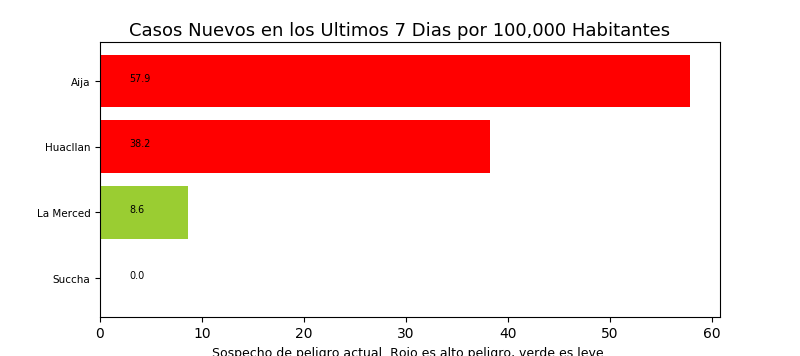 Casos Nuevos en los Ultimos 7 Dias por 100,000 Habitantes
Aija
57.9
Huacllan
38.2
La Merced
8.6
Succha
0.0
0 10 20 30 40 50 60
Sospecho de peligro actual. Rojo es alto peligro, verde es leve